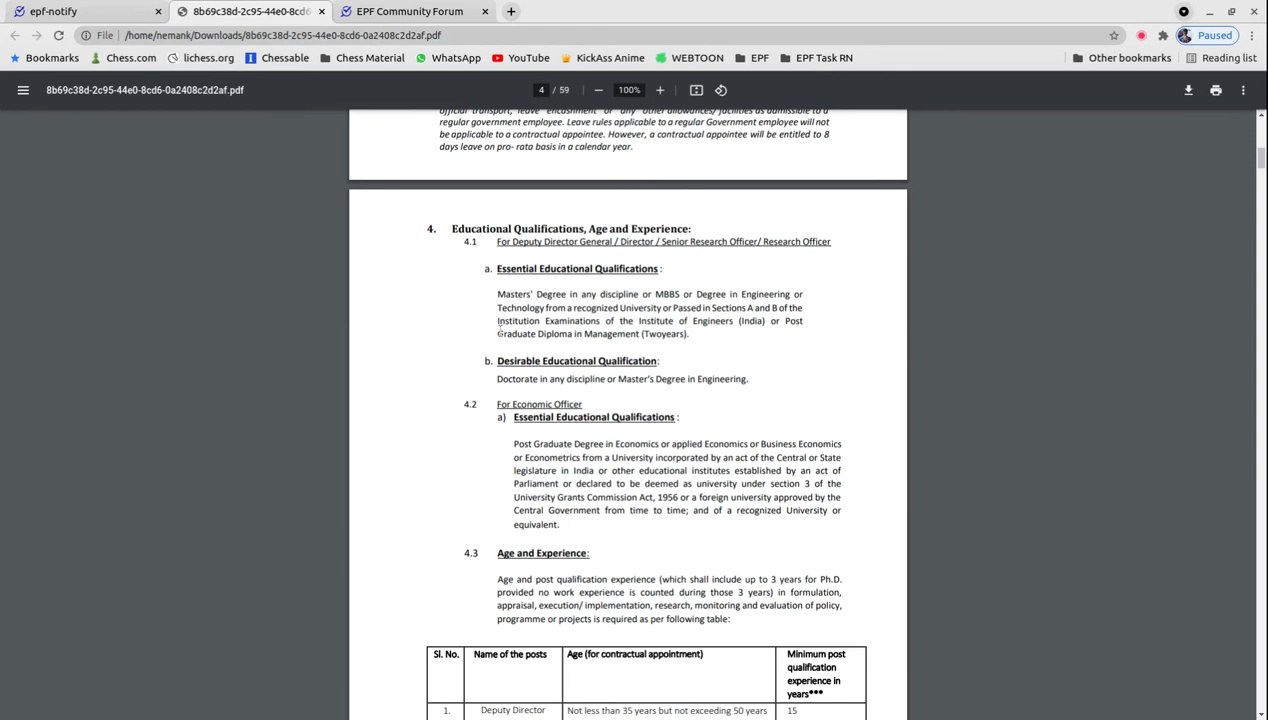 epf-notify
8b69c38d-2c95-44e0-8cd6
EPF Community Forum
File
/home/nemank/Downloads/8b69c38d-2c95-44e0-8cd6-0a2408c2d2af.pdf
Paused
Bookmarks
Chess.com
lichess.org
Chessable
Chess Material
WhatsApp
YouTube
KickAss Anime
WEBTOON
EPF
EPF Task RN
Other bookmarks
Reading list
8b69c38d-2c95-44e0-8cd6-0a2408c2d2af.pdf
4 / 59
100%
official transport, leave encashment or any other allowances/ facilities as admissible to a
regular government employee. Leave rules applicable to a regular Government employee will not
be applicable to a contractual appointee. However, a contractual appointee will be entitled to 8
days leave on pro- rata basis in a calendar year.
4. Educational Qualifications, Age and Experience:
4.1 For Deputy Director General / Director / Senior Research Officer/ Research Officer
a. Essential Educational Qualifications :
Masters' Degree in any discipline or MBBS or Degree in Engineering or
Technology from a recognized University or Passed in Sections A and B of the
Institution Examinations of the Institute of Engineers (India) or Post
Graduate Diploma in Management (Twoyears).
b. Desirable Educational Qualification:
Doctorate in any discipline or Master's Degree in Engineering.
4.2 For Economic Officer
a) Essential Educational Qualifications :
Post Graduate Degree in Economics or applied Economics or Business Economics
or Econometrics from a University incorporated by an act of the Central or State
legislature in India or other educational institutes established by an act of
Parliament or declared to be deemed as university under section 3 of the
University Grants Commission Act, 1956 or a foreign university approved by the
Central Government from time to time; and of a recognized University or
equivalent.
4.3 Age and Experience:
Age and post qualification experience (which shall include up to 3 years for Ph.D.
provided no work experience is counted during those 3 years) in formulation,
appraisal, execution/ implementation, research, monitoring and evaluation of policy,
programme or projects is required as per following table:
Sl. No.
Name of the posts
Age (for contractual appointment)
Minimum post
qualification
experience in
years***
1.
Deputy Director
Not less than 35 years but not exceeding 50 years
15